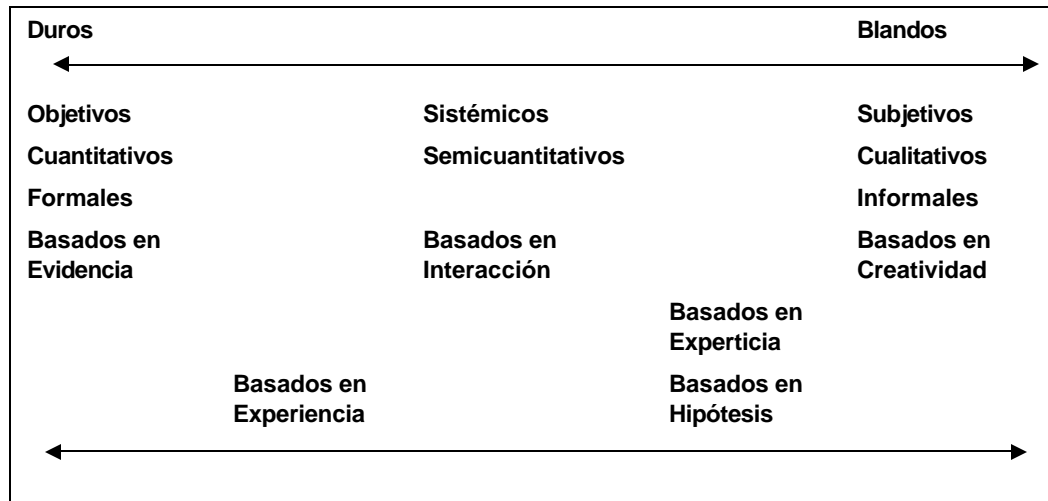 Duros Blandos
Objetivos Sistémicos Subjetivos
Cuantitativos Semicuantitativos Cualitativos
Formales Informales
Basados en Basados en Basados en
Evidencia Interacción Creatividad
Basados en
Experticia
Basados en Basados en
Experiencia Hipótesis